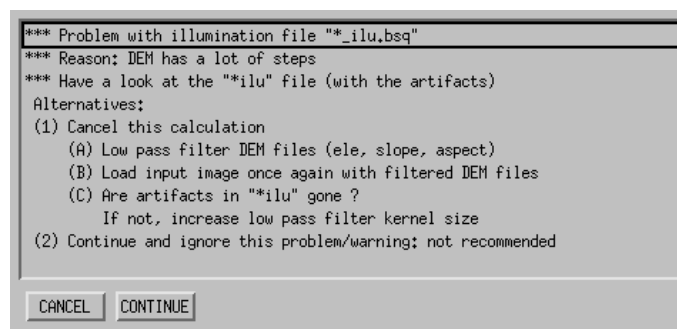 *** Problem with illumination file "*_ilu.bsq"
*** Reason: DEM has a lot of steps
*** Have a look at the "*ilu" file (with the artifacts)
Alternatives:
(1) Cancel this calculation
(A) Low pass filter DEM files (ele, slope, aspect)
(B) Load input image once again with filtered DEM files
(C) Are artifacts in "*ilu" gone ?
If not, increase low pass filter kernel size
(2) Continue and ignore this problem/warning: not recommended
CANCEL CONTINUE